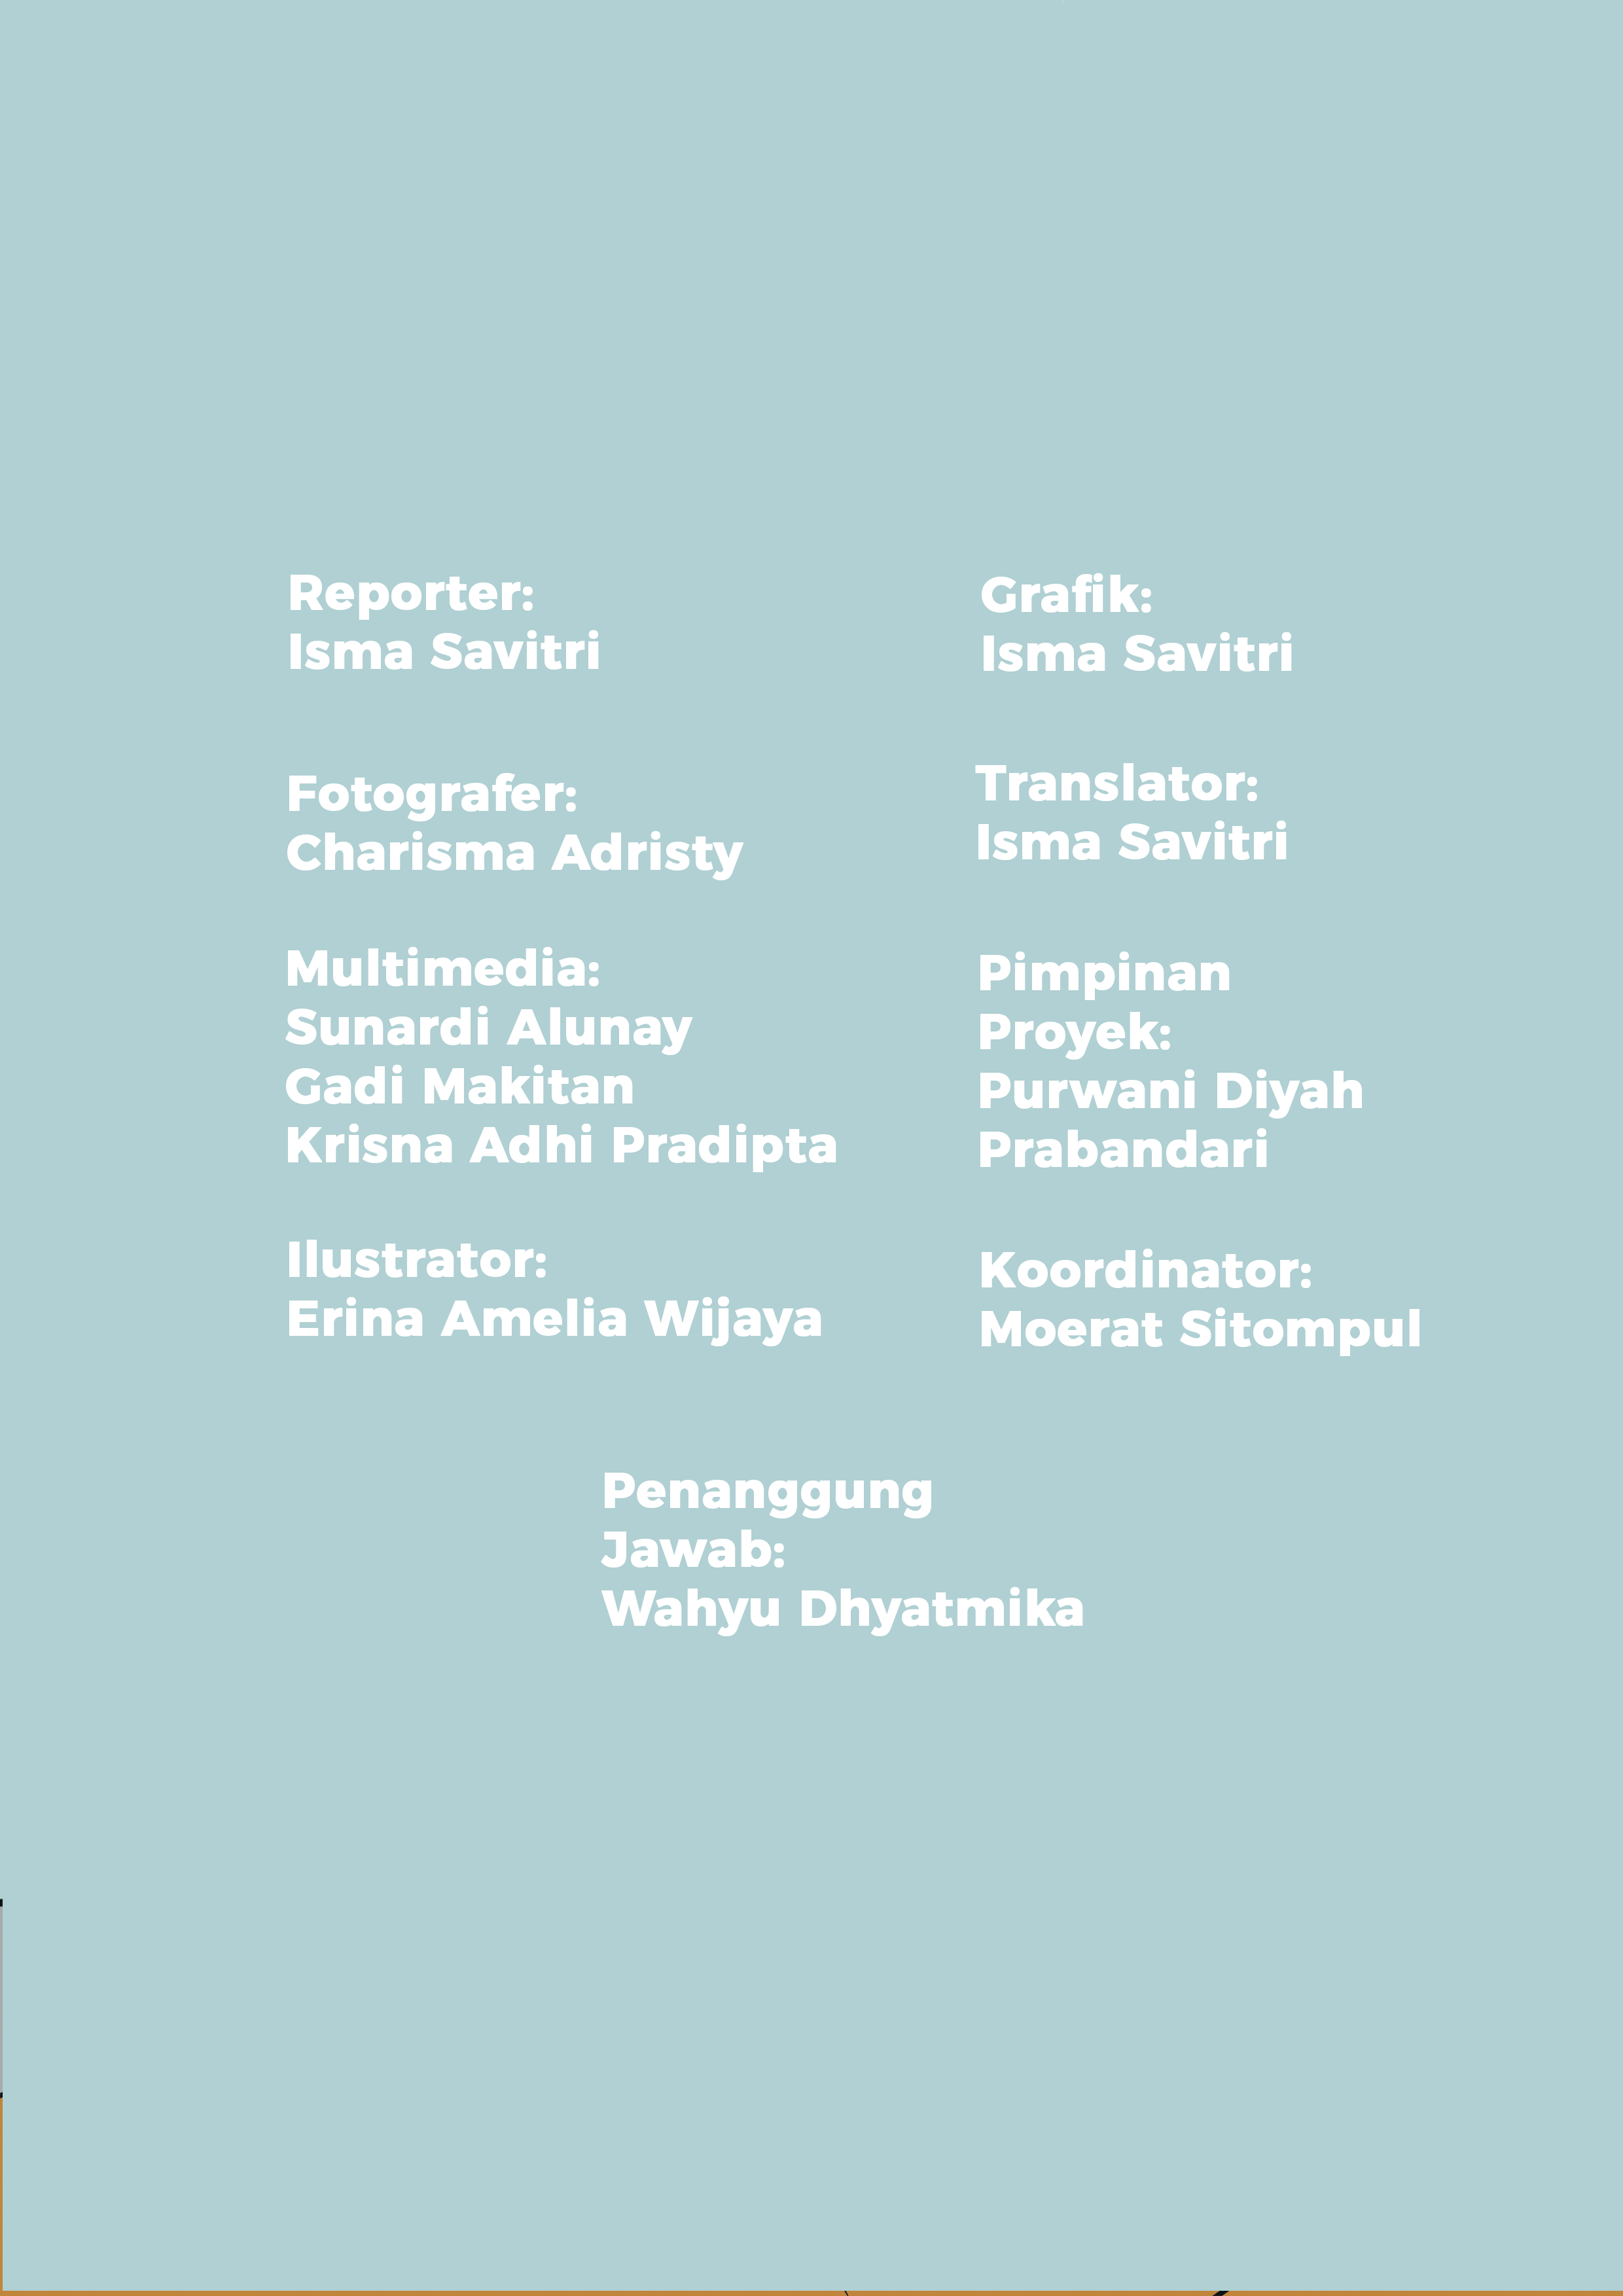 Reporter:
Isma Savitri
Fotografer:
Charisma Adristy
Multimedia:
Sunardi Alunay
Gadi Makitan
Krisna Adhi Pradipta
Ilustrator:
Erina Amelia Wijaya
Grafik:
Isma Savitri
Translator:
Isma Savitri
Pimpinan
Proyek:
Purwani Diyah
Prabandari
Koordinator:
Moerat Sitompul
Penanggung
Jawab:
Wahyu Dhyatmika